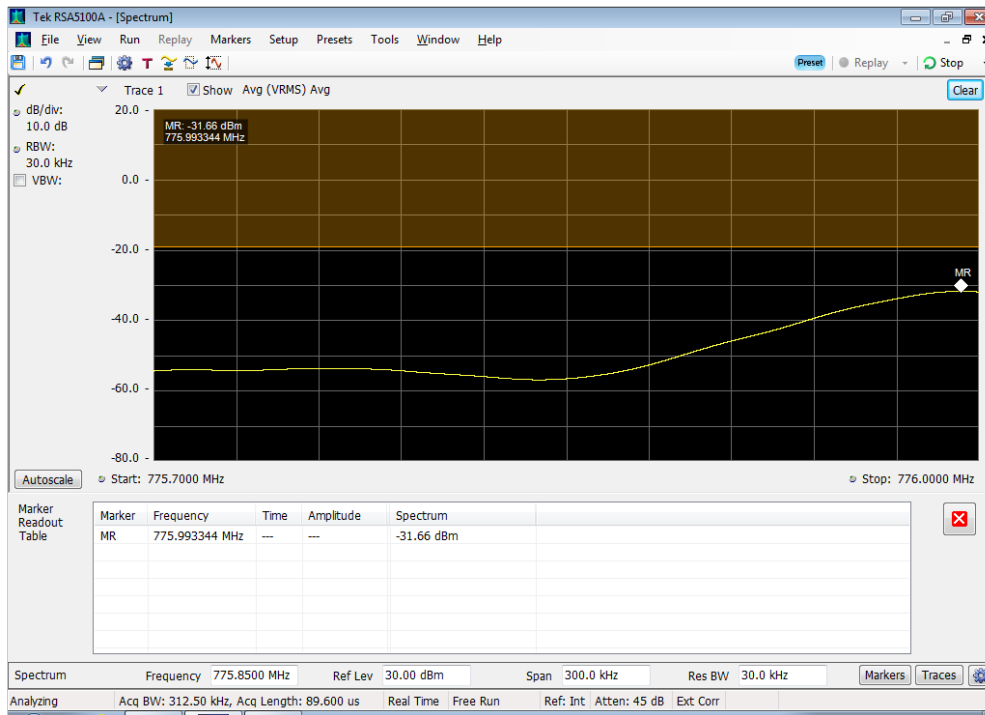 Tek RSA5100A - [Spectrum]
File View Run Replay Markers Setup Presets Tools Window Help
T Preset Replay Stop
Trace 1 Show Avg (VRMS) Avg Clear
dB/div:
10.0 dB
RBW:
30.0 kHz
VBW:
20.0 -
MR: -31.66 dBm
775.993344 MHz
0.0 -
-20.0 -
MR
-40.0 -
-60.0 -
-80.0 -
Autoscale Start: 775.7000 MHz Stop: 776.0000 MHz
Marker
Readout
Table
Marker Frequency Time Amplitude Spectrum
MR 775.993344 MHz --- --- -31.66 dBm
Spectrum Frequency 775.8500 MHz Ref Lev 30.00 dBm Span 300.0 kHz Res BW 30.0 kHz Markers Traces
Analyzing Acq BW: 312.50 kHz, Acq Length: 89.600 us Real Time Free Run Ref: Int Atten: 45 dB Ext Corr